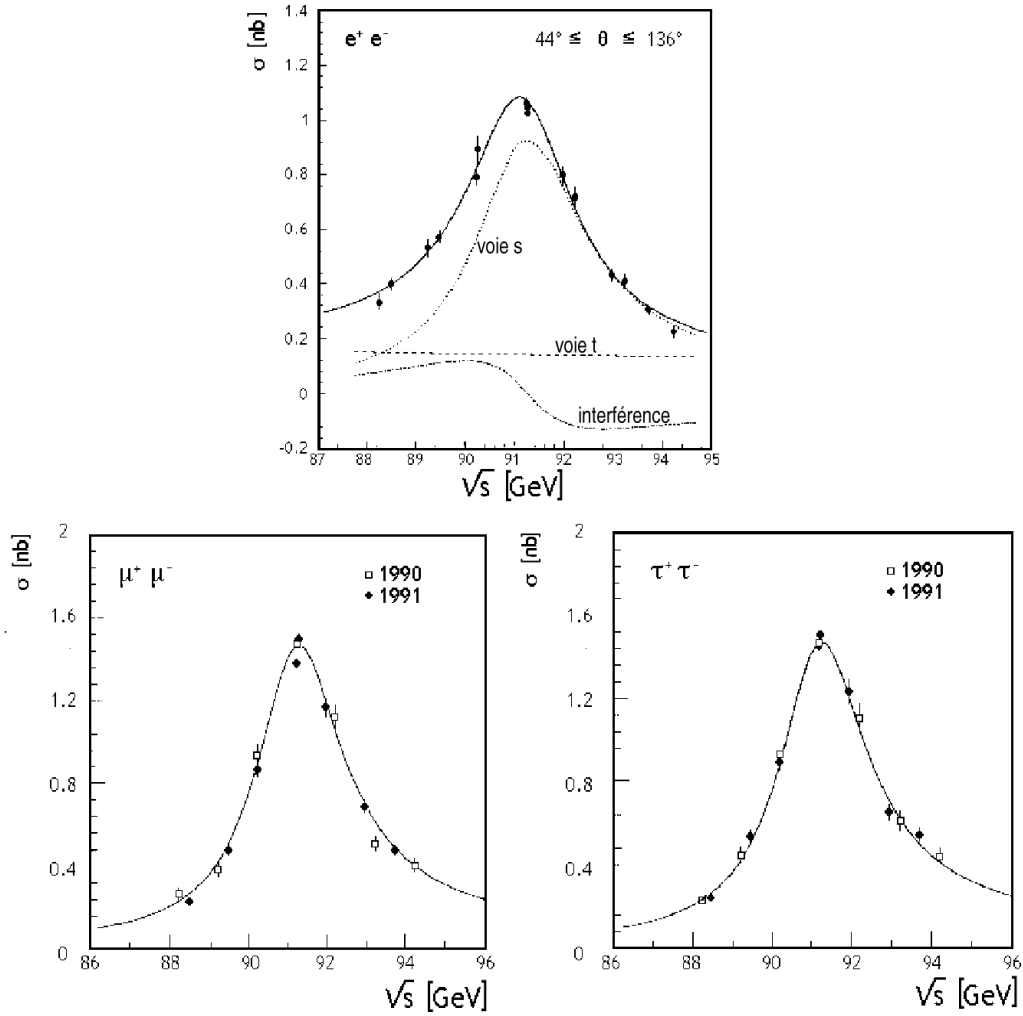 σ [nb]
1.4
1.2
1
0.8
0.6
0.4
0.2
0
-0.2
e⁺ e⁻
44° ≤ θ ≤ 136°
voie s
voie t
interférence
87 88 89 90 91 92 93 94 95
√s [GeV]
σ [nb]
2
1.6
1.2
0.8
0.4
0
μ⁺ μ⁻
1990
1991
86 88 90 92 94 96
√s [GeV]
σ [nb]
2
1.6
1.2
0.8
0.4
0
τ⁺ τ⁻
1990
1991
86 88 90 92 94 96
√s [GeV]